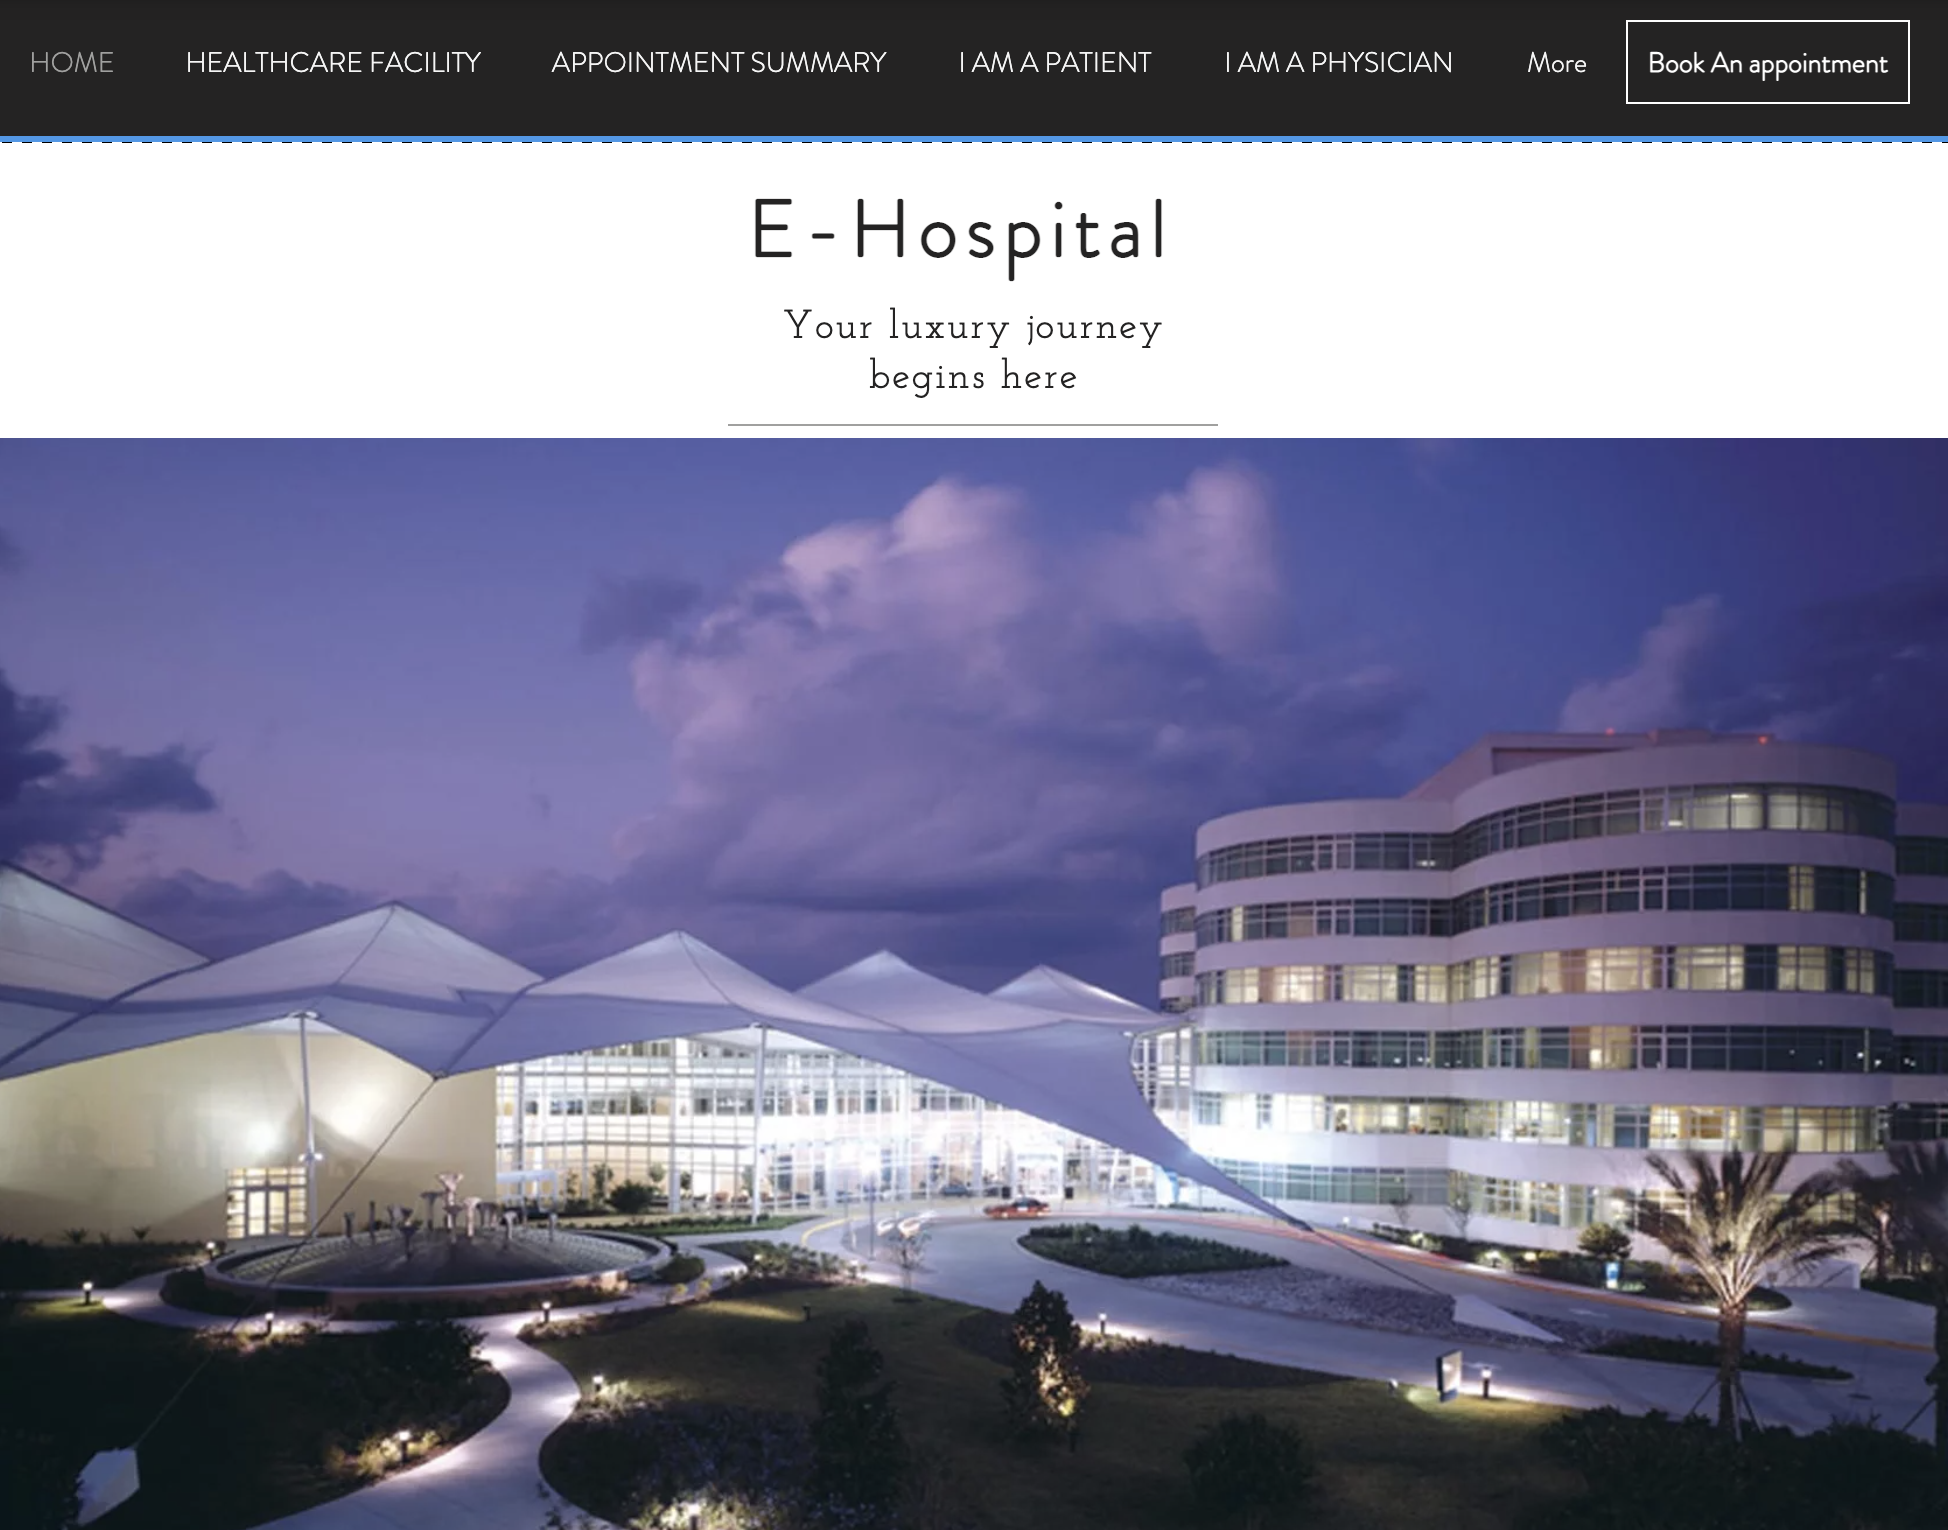 HOME HEALTHCARE FACILITY APPOINTMENT SUMMARY I AM A PATIENT I AM A PHYSICIAN More Book An appointment
E-Hospital
Your luxury journey
begins here